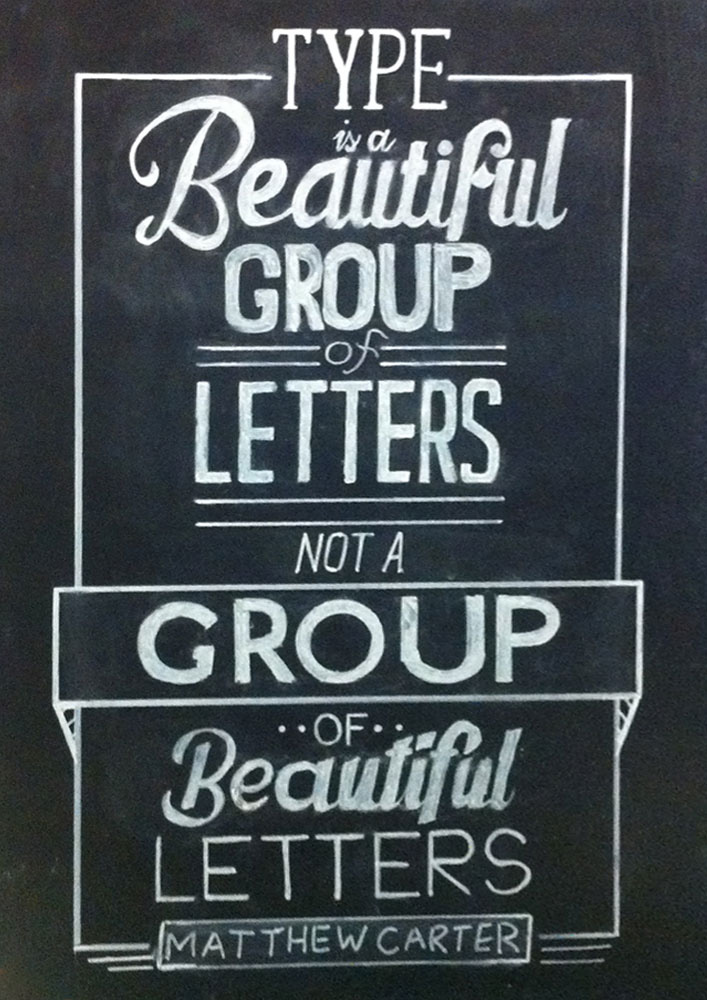 TYPE
is a
Beautiful
GROUP
of
LETTERS
NOT A
GROUP
··OF··
Beautiful
LETTERS
MATTHEW CARTER